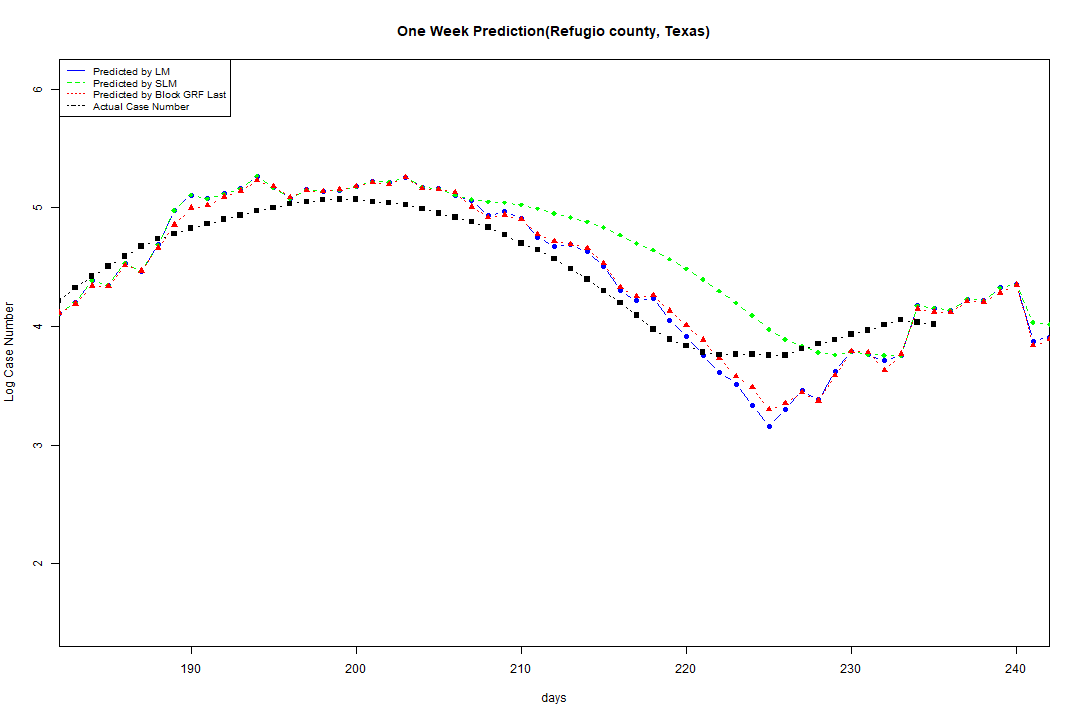 One Week Prediction(Refugio county, Texas)
Predicted by LM
Predicted by SLM
Predicted by Block GRF Last
Actual Case Number
6
5
4
3
2
Log Case Number
190
200
210
220
230
240
days